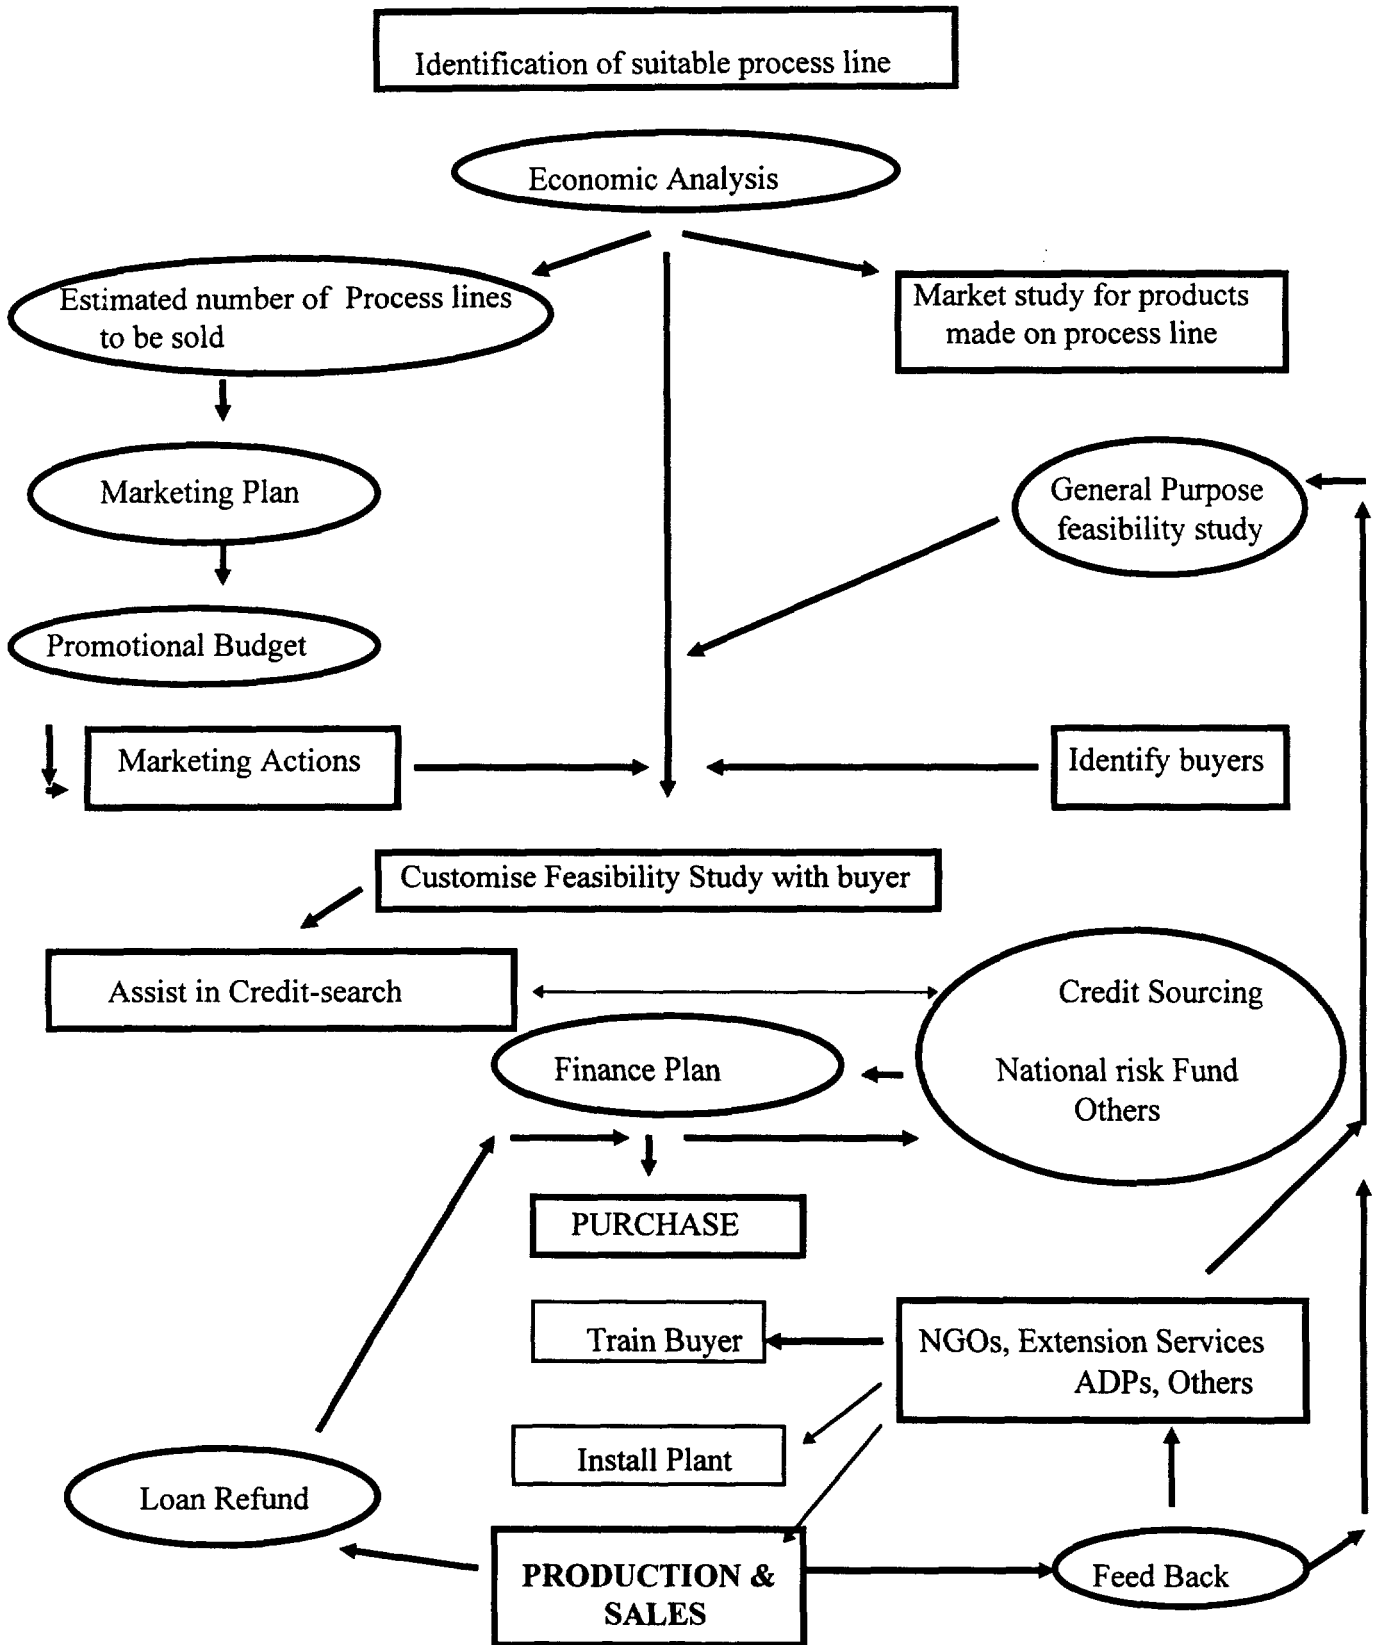 Identification of suitable process line
Economic Analysis
Estimated number of Process lines
to be sold
Market study for products
made on process line
Marketing Plan
General Purpose
feasibility study
Promotional Budget
Marketing Actions
Identify buyers
Customise Feasibility Study with buyer
Assist in Credit-search
Credit Sourcing
Finance Plan
National risk Fund
Others
PURCHASE
Train Buyer
NGOs, Extension Services
ADPs, Others
Install Plant
Loan Refund
PRODUCTION &
SALES
Feed Back